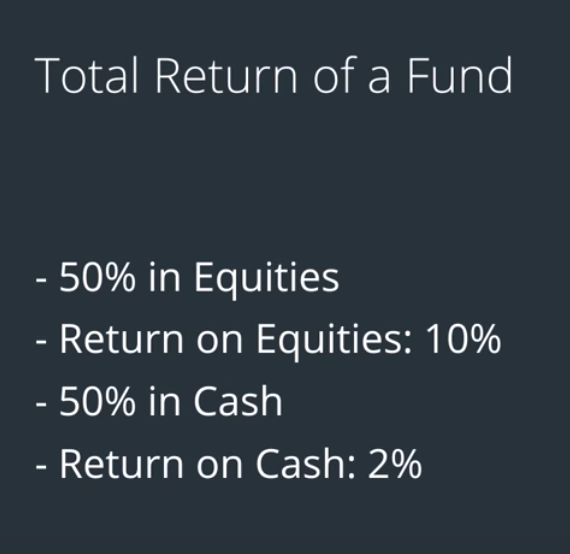 Total Return of a Fund
- 50% in Equities
- Return on Equities: 10%
- 50% in Cash
- Return on Cash: 2%